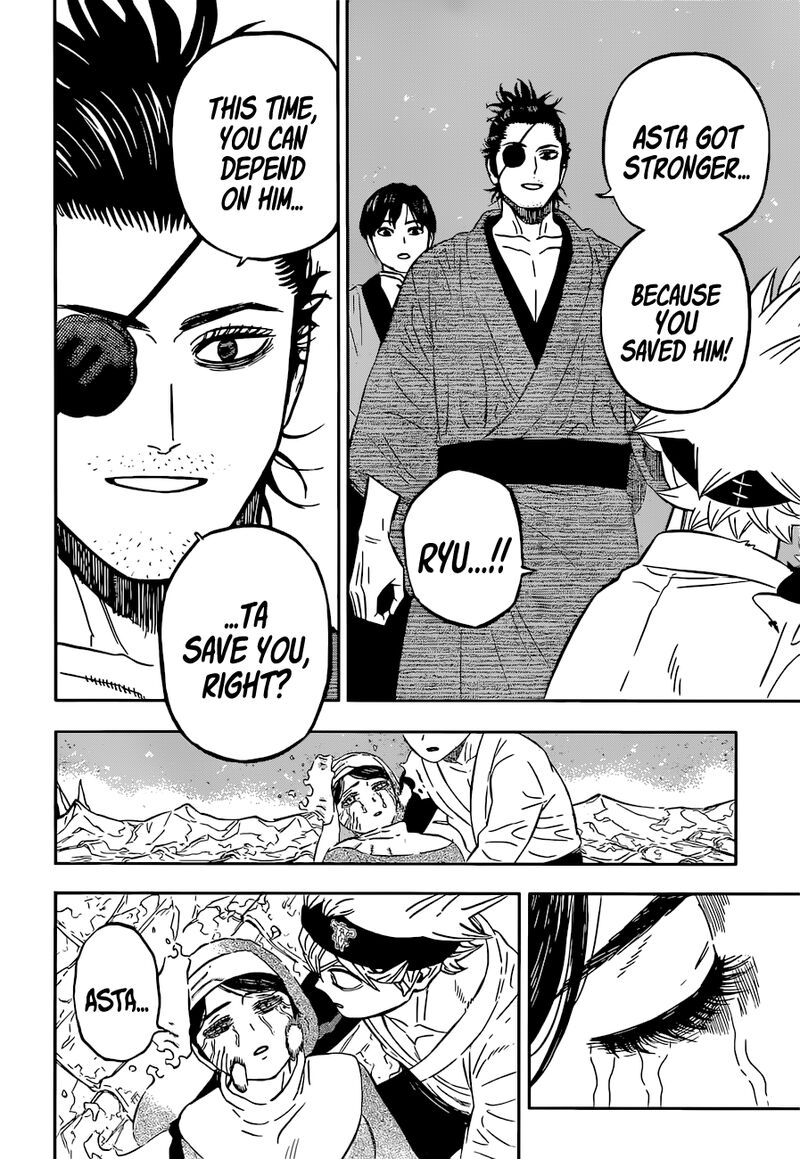 ASTA GOT
STRONGER...
BECAUSE
YOU
SAVED HIM!
RYU...!!
THIS TIME,
YOU CAN
DEPEND
ON HIM...
...TA
SAVE YOU,
RIGHT?
ASTA...